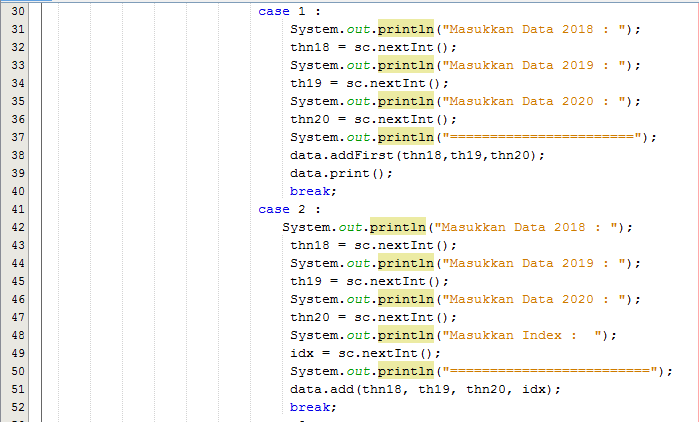 30 case 1 :
31 System.out.println("Masukkan Data 2018 : ");
32 thn18 = sc.nextInt();
33 System.out.println("Masukkan Data 2019 : ");
34 th19 = sc.nextInt();
35 System.out.println("Masukkan Data 2020 : ");
36 thn20 = sc.nextInt();
37 System.out.println("=======================");
38 data.addFirst(thn18,th19,thn20);
39 data.print();
40 break;
41 case 2 :
42 System.out.println("Masukkan Data 2018 : ");
43 thn18 = sc.nextInt();
44 System.out.println("Masukkan Data 2019 : ");
45 th19 = sc.nextInt();
46 System.out.println("Masukkan Data 2020 : ");
47 thn20 = sc.nextInt();
48 System.out.println("Masukkan Index :  ");
49 idx = sc.nextInt();
50 System.out.println("=========================");
51 data.add(thn18, th19, thn20, idx);
52 break;